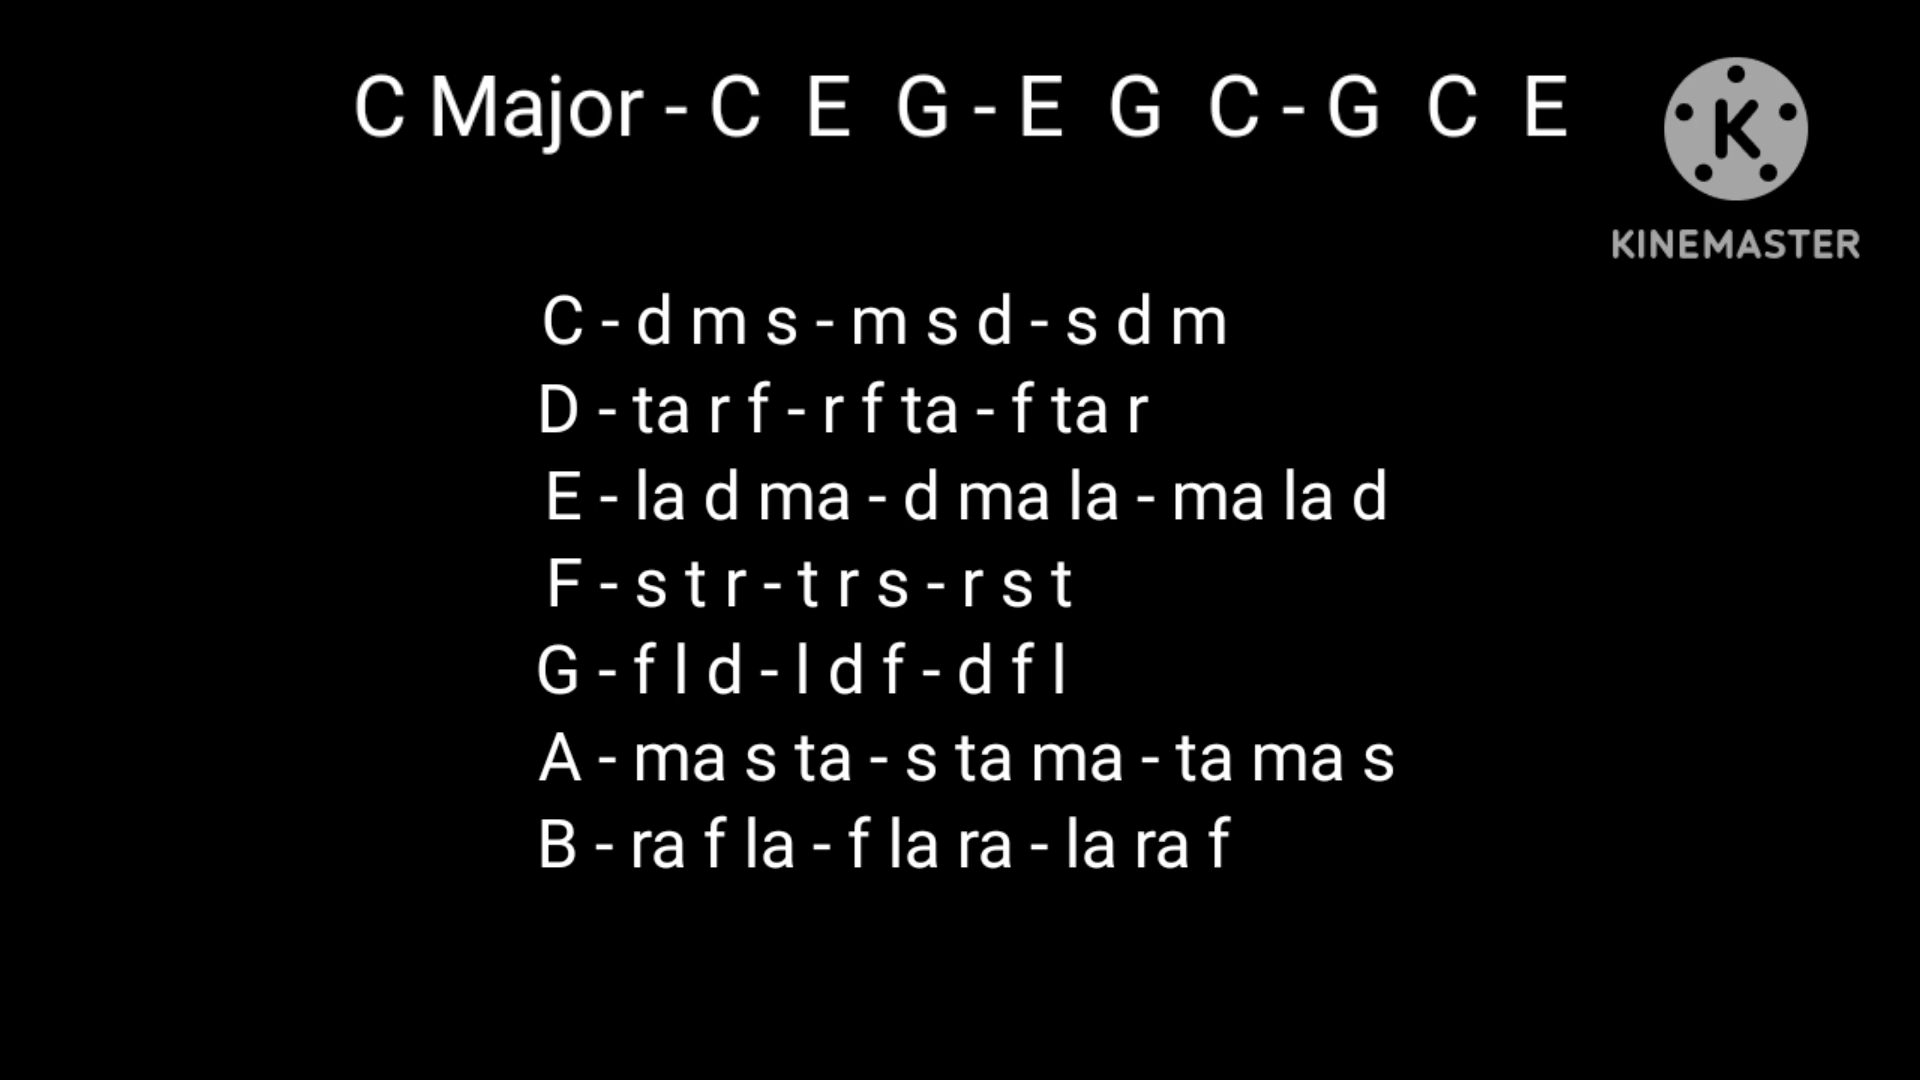 C Major - C E G - E G C - G C E
KINEMASTER
C - d m s - m s d - s d m
D - ta r f - r f ta - f ta r
E - la d ma - d ma la - ma la d
F - s t r - t r s - r s t
G - f l d - l d f - d f l
A - ma s ta - s ta ma - ta ma s
B - ra f la - f la ra - la ra f